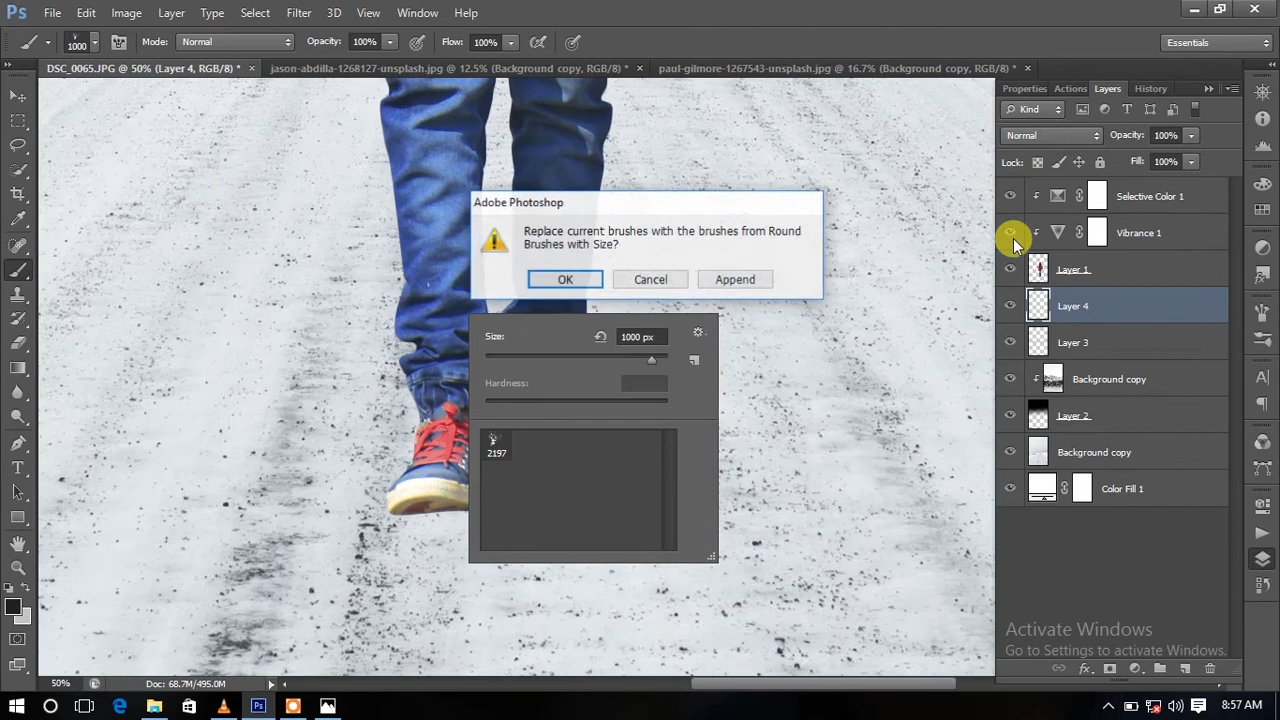 Ps File Edit Image Layer Type Select Filter 3D View Window Help
1000 Mode: Normal Opacity: 100% Flow: 100% Essentials
DSC_0065.JPG @ 50% (Layer 4, RGB/8) * × jason-abdilla-1268127-unsplash.jpg @ 12.5% (Background copy, RGB/8) * × paul-gilmore-1267543-unsplash.jpg @ 16.7% (Background copy, RGB/8) * ×
Properties Actions Layers History
Kind
Normal Opacity: 100%
Lock: Fill: 100%
Selective Color 1
Vibrance 1
Layer 1
Layer 4
Layer 3
Background copy
Layer 2
Background copy
Color Fill 1
Adobe Photoshop
Replace current brushes with the brushes from Round
Brushes with Size?
OK Cancel Append
Size: 1000 px
Hardness:
2197
Activate Windows
Go to Settings to activate Windows.
50% Doc: 68.7M/495.0M
8:57 AM